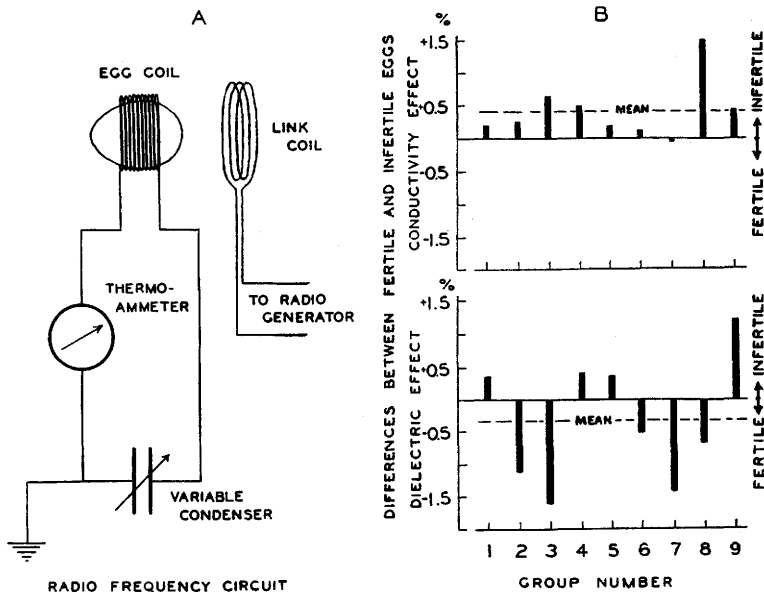 A
EGG COIL
LINK
COIL
THERMO-
AMMETER
TO RADIO
GENERATOR
VARIABLE
CONDENSER
RADIO FREQUENCY CIRCUIT
B
DIFFERENCES BETWEEN FERTILE AND INFERTILE EGGS
CONDUCTIVITY EFFECT
%
+1.5
+0.5
-0.5
-1.5
MEAN
FERTILE ↔ INFERTILE
DIELECTRIC EFFECT
%
+1.5
+0.5
-0.5
-1.5
MEAN
FERTILE ↔ INFERTILE
1 2 3 4 5 6 7 8 9
GROUP NUMBER